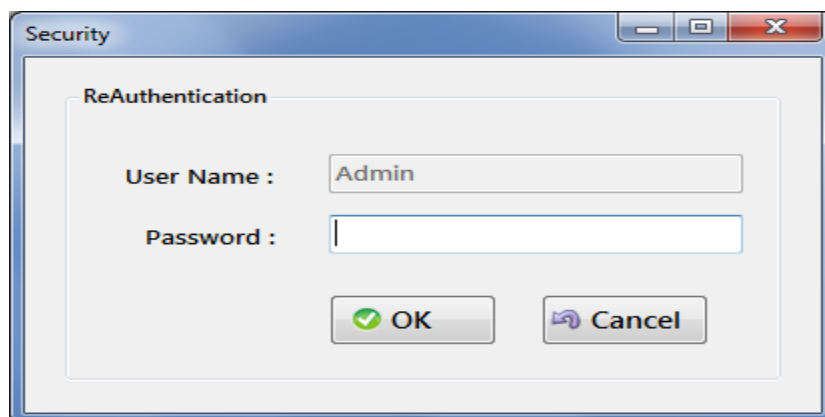 Security
ReAuthentication
User Name :
Admin
Password :
OK
Cancel